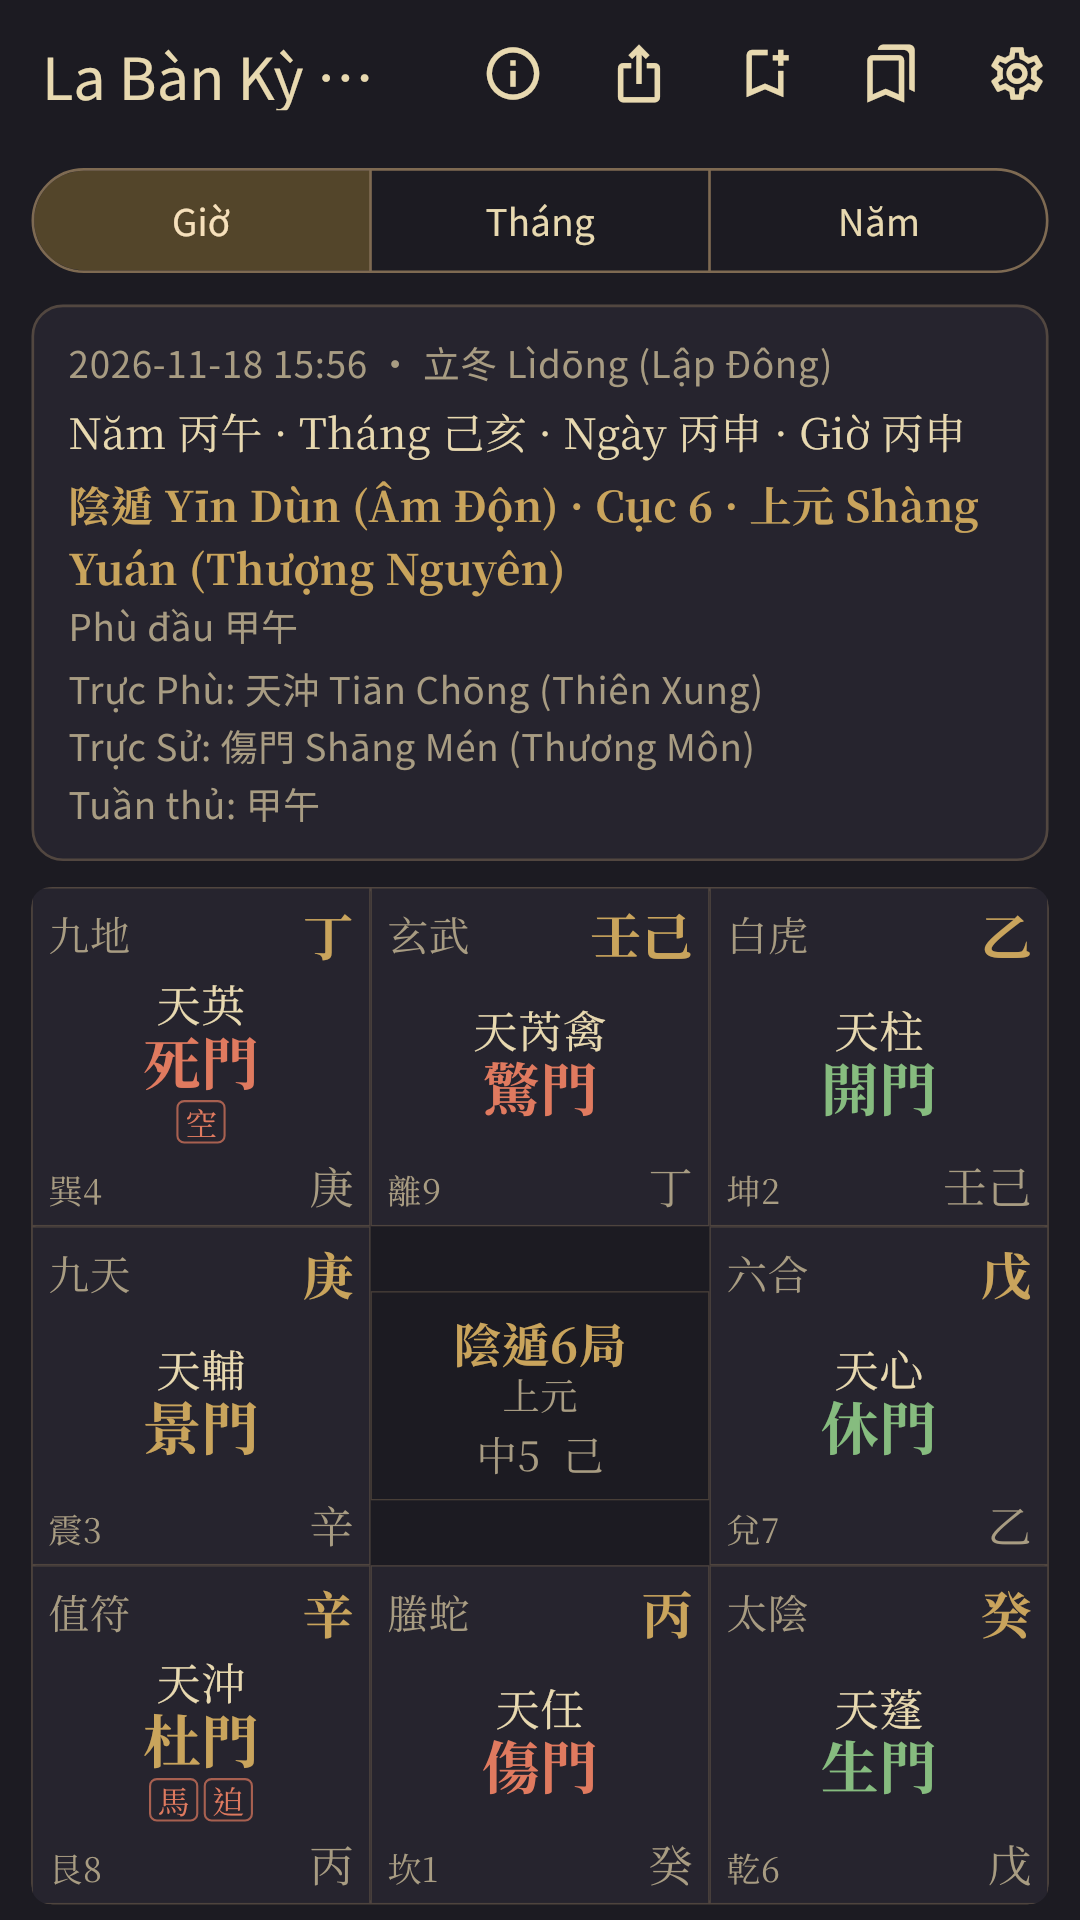 La Bàn Kỳ ...
Giờ
Tháng
Năm
2026-11-18 15:56 • 立冬 Lìdōng (Lập Đông)
Năm 丙午 · Tháng 己亥 · Ngày 丙申 · Giờ 丙申
陰遁 Yīn Dùn (Âm Độn) · Cục 6 · 上元 Shàng
Yuán (Thượng Nguyên)
Phù đầu 甲午
Trực Phù: 天沖 Tiān Chōng (Thiên Xung)
Trực Sử: 傷門 Shāng Mén (Thương Môn)
Tuần thủ: 甲午
九地 丁
天英
死門
空
巽4 庚
玄武 壬己
天芮禽
驚門
離9 丁
白虎 乙
天柱
開門
坤2 壬己
九天 庚
天輔
景門
震3 辛
陰遁6局
上元
中5 己
六合 戊
天心
休門
兌7 乙
值符 辛
天沖
杜門
馬 迫
艮8 丙
螣蛇 丙
天任
傷門
坎1 癸
太陰 癸
天蓬
生門
乾6 戊